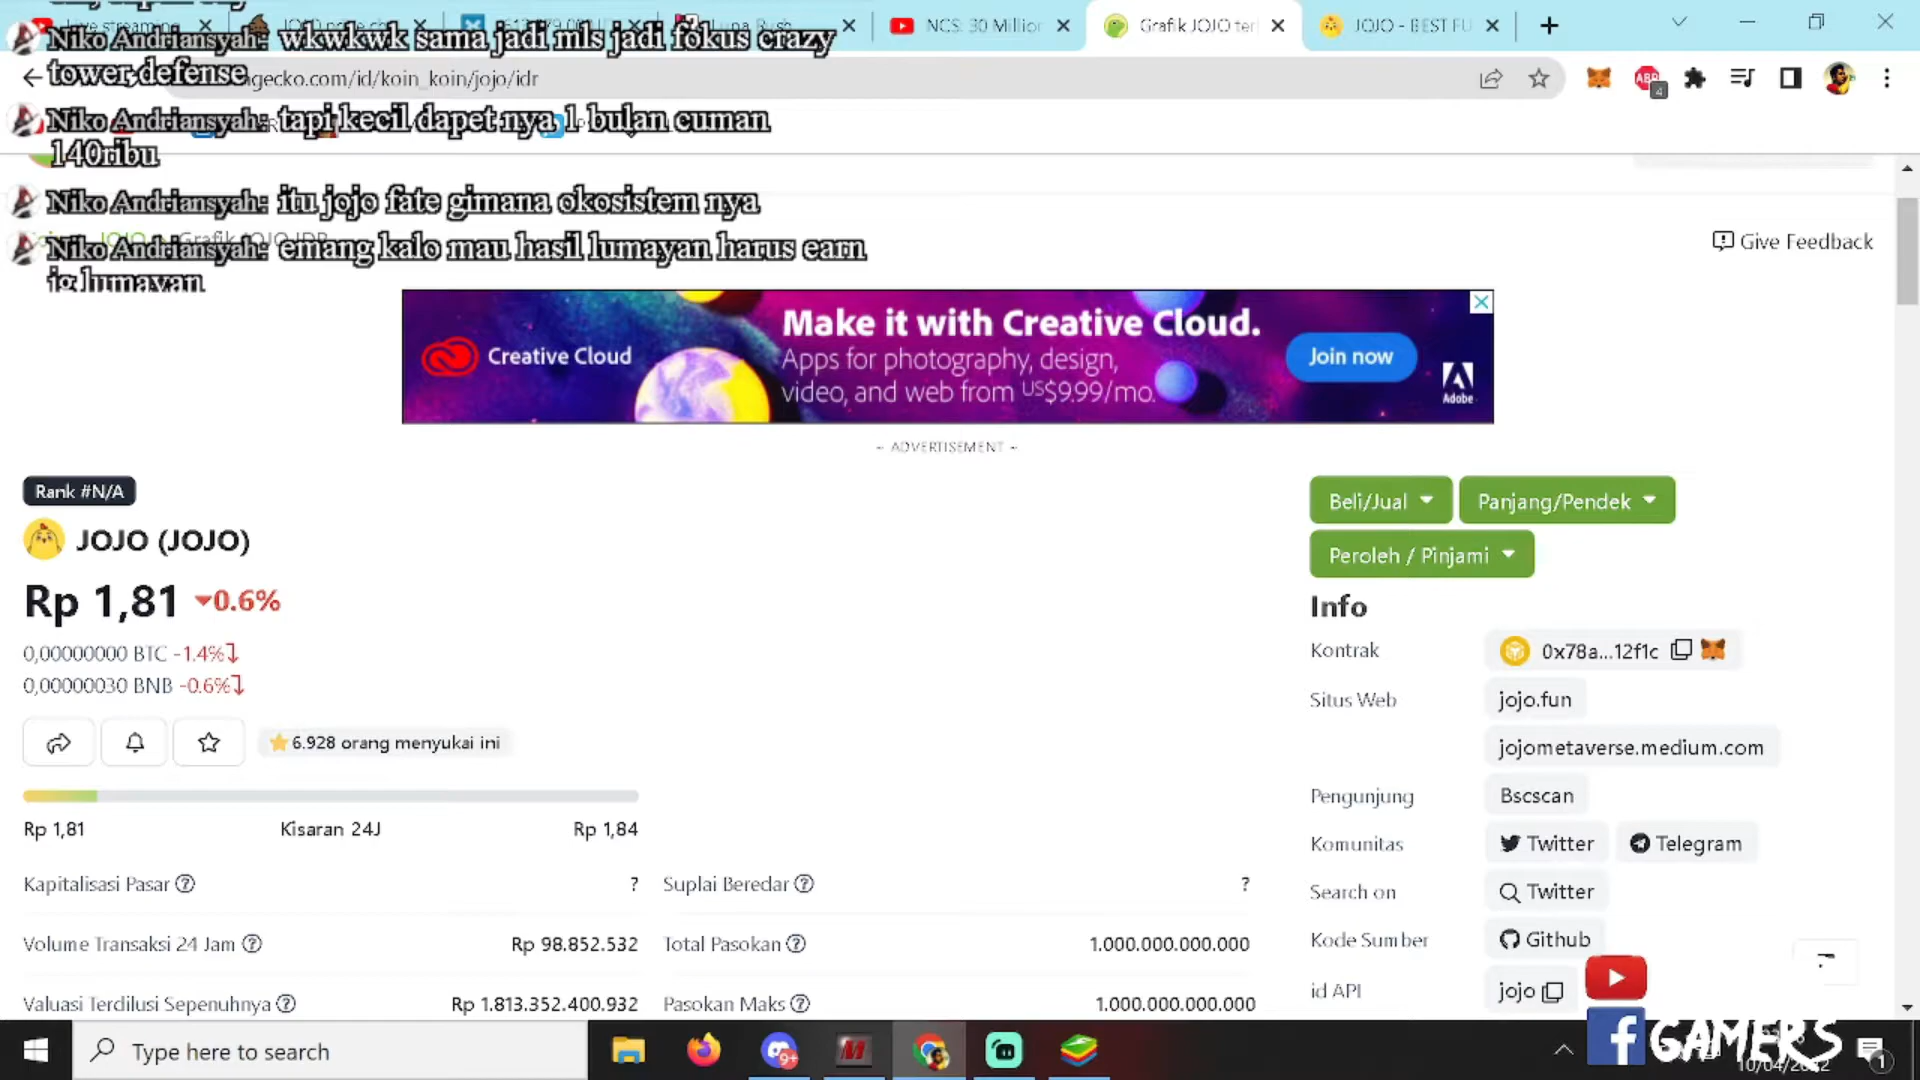 Live streaming
NCS: 30 Million
Grafik JOJO ter
JOJO - BEST FU
Niko Andriansyah: wkwkwk sama jadi mls jadi fokus crazy
tower defense
gecko.com/id/koin_koin/jojo/idr
ABP
4
Niko Andriansyah: tapi kecil dapet nya 1 bulan cuman
140ribu
Niko Andriansyah: itu jojo fate gimana okosistem nya
Niko Andriansyah: emang kalo mau hasil lumayan harus earn
yg lumayan
Give Feedback
Creative Cloud
Make it with Creative Cloud.
Apps for photography, design,
video, and web from US$9.99/mo.
Join now
Adobe
- ADVERTISEMENT -
Rank #N/A
JOJO (JOJO)
Rp 1,81 0.6%
0,00000000 BTC -1.4%
0,00000030 BNB -0.6%
6.928 orang menyukai ini
Rp 1,81 Kisaran 24J Rp 1,84
Kapitalisasi Pasar ?
Suplai Beredar ?
Volume Transaksi 24 Jam Rp 98.852.532
Total Pasokan 1.000.000.000.000
Valuasi Terdilusi Sepenuhnya Rp 1.813.352.400.932
Pasokan Maks 1.000.000.000.000
Beli/Jual Panjang/Pendek
Peroleh / Pinjami
Info
Kontrak 0x78a...12f1c
Situs Web jojo.fun
jojometaverse.medium.com
Pengunjung Bscscan
Komunitas Twitter Telegram
Search on Twitter
Kode Sumber Github
id API jojo
Type here to search
9+
GAMERS
1